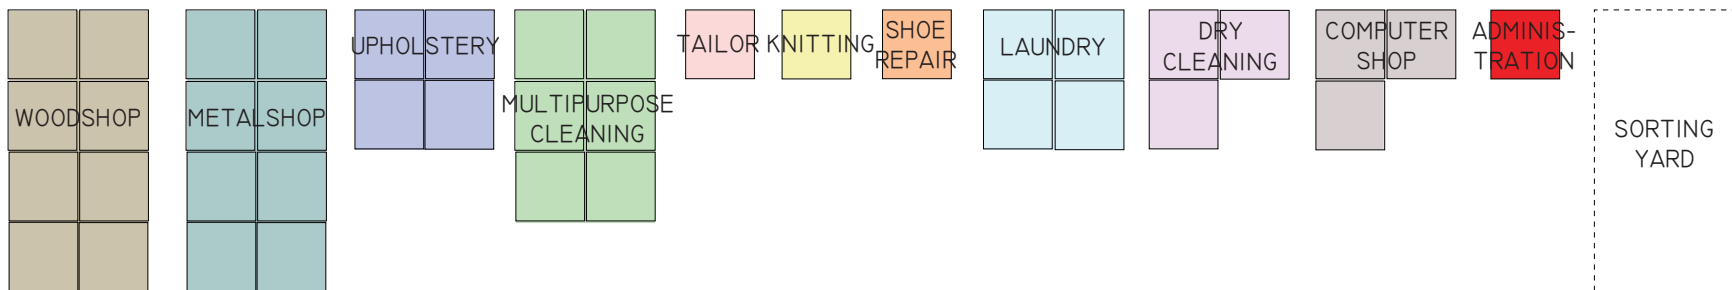 WOODSHOP
METALSHOP
UPHOLSTERY
MULTIPURPOSE
CLEANING
TAILOR
KNITTING
SHOE
REPAIR
LAUNDRY
DRY
CLEANING
COMPUTER
SHOP
ADMINIS-
TRATION
SORTING
YARD